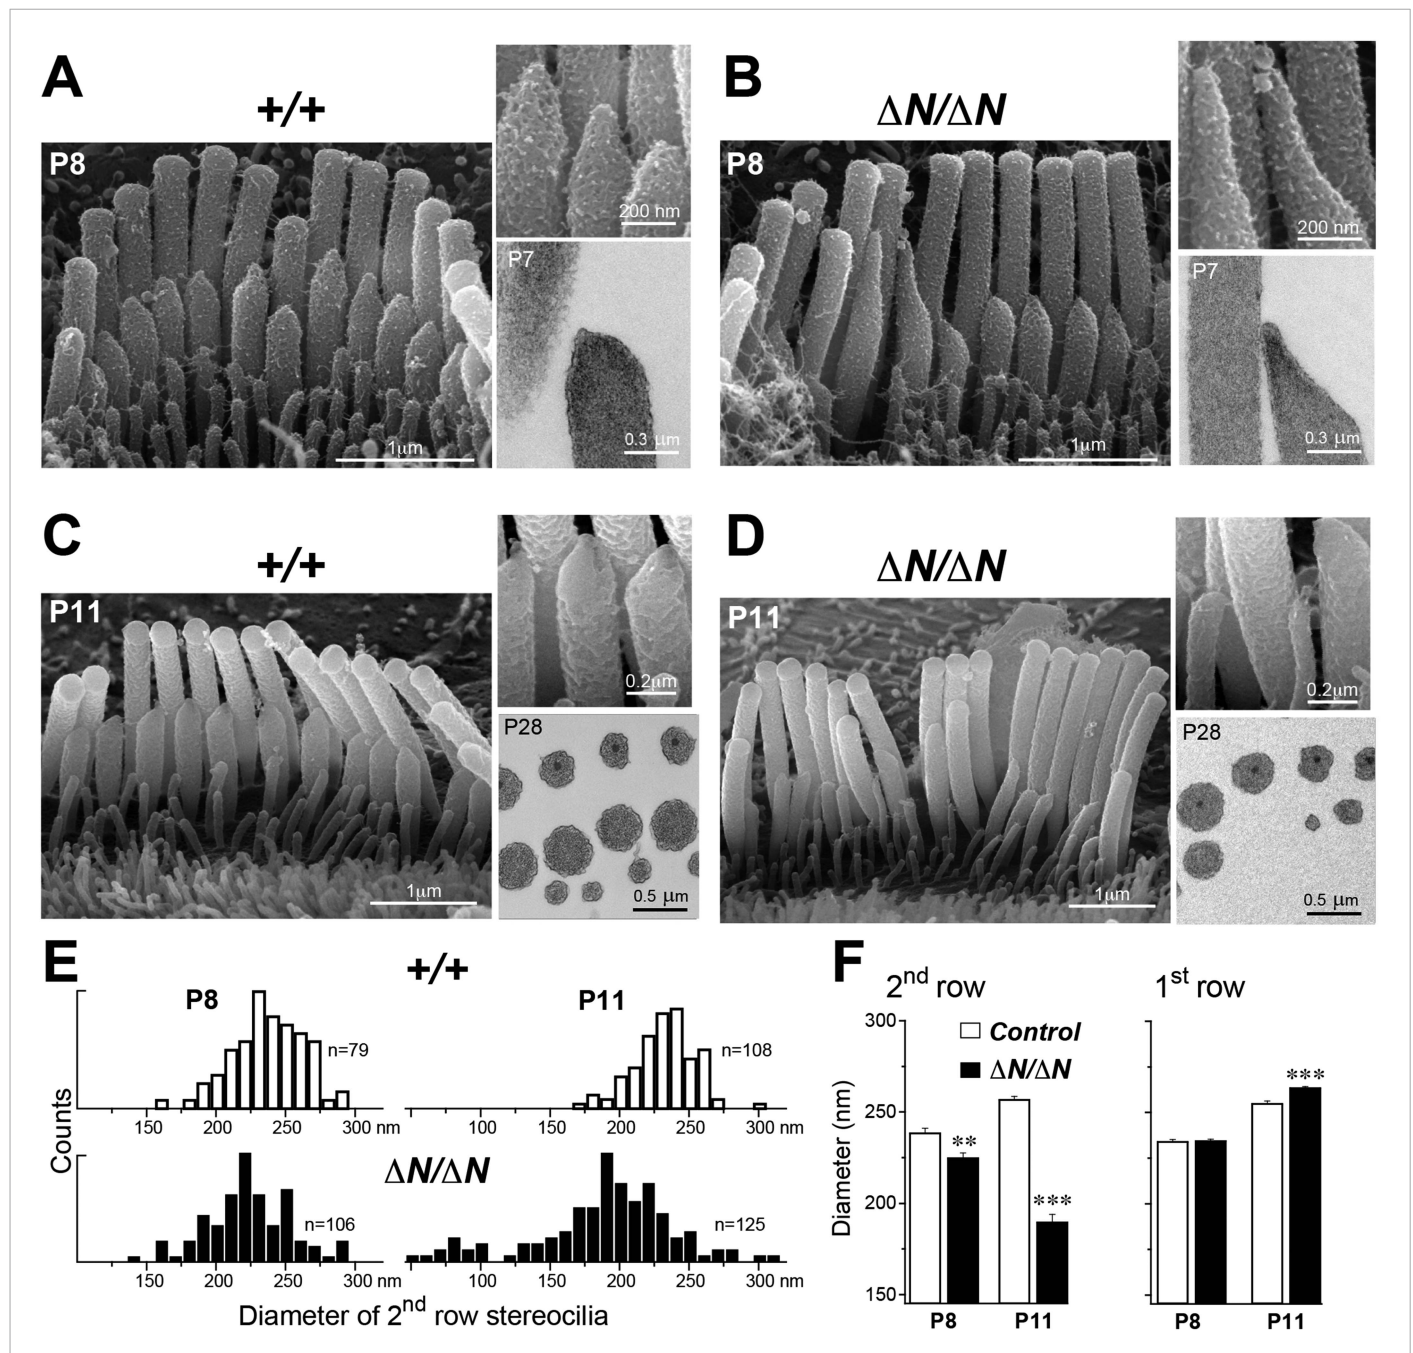 A
+/+
P8
1μm
200 nm
P7
0.3 μm
B
ΔN/ΔN
P8
1μm
200 nm
P7
0.3 μm
C
+/+
P11
1μm
0.2μm
P28
0.5 μm
D
ΔN/ΔN
P11
1μm
0.2μm
P28
0.5 μm
E
+/+
P8
n=79
P11
n=108
150 200 250 300 nm
100 150 200 250 300 nm
Counts
ΔN/ΔN
n=106
n=125
150 200 250 300 nm
100 150 200 250 300 nm
Diameter of 2nd row stereocilia
F
2nd row
1st row
Control
ΔN/ΔN
Diameter (nm)
300
250
200
150
**
***
***
P8 P11
P8 P11